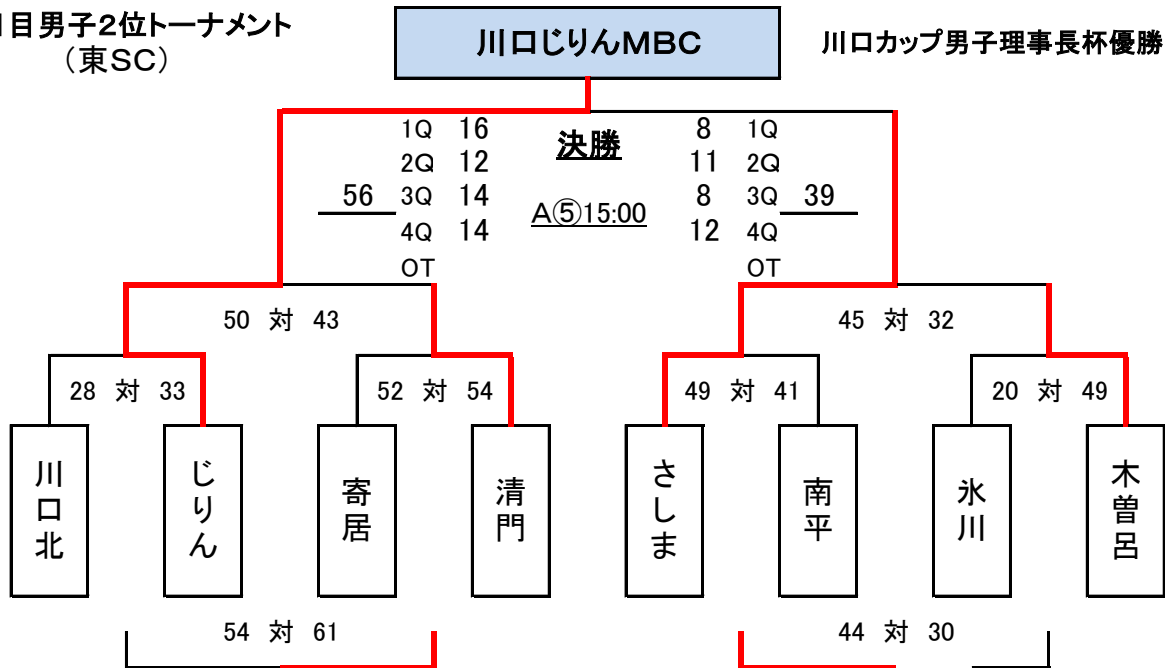 目男子2位トーナメント
(東SC)
川口じりんMBC
川口カップ男子理事長杯優勝
決勝
A⑤15:00
56
1Q 16
2Q 12
3Q 14
4Q 14
OT
8 1Q
11 2Q
8 3Q
12 4Q
OT
39
50 対 43
45 対 32
28 対 33
52 対 54
49 対 41
20 対 49
川口北
じりん
寄居
清門
さしま
南平
氷川
木曽呂
54 対 61
44 対 30